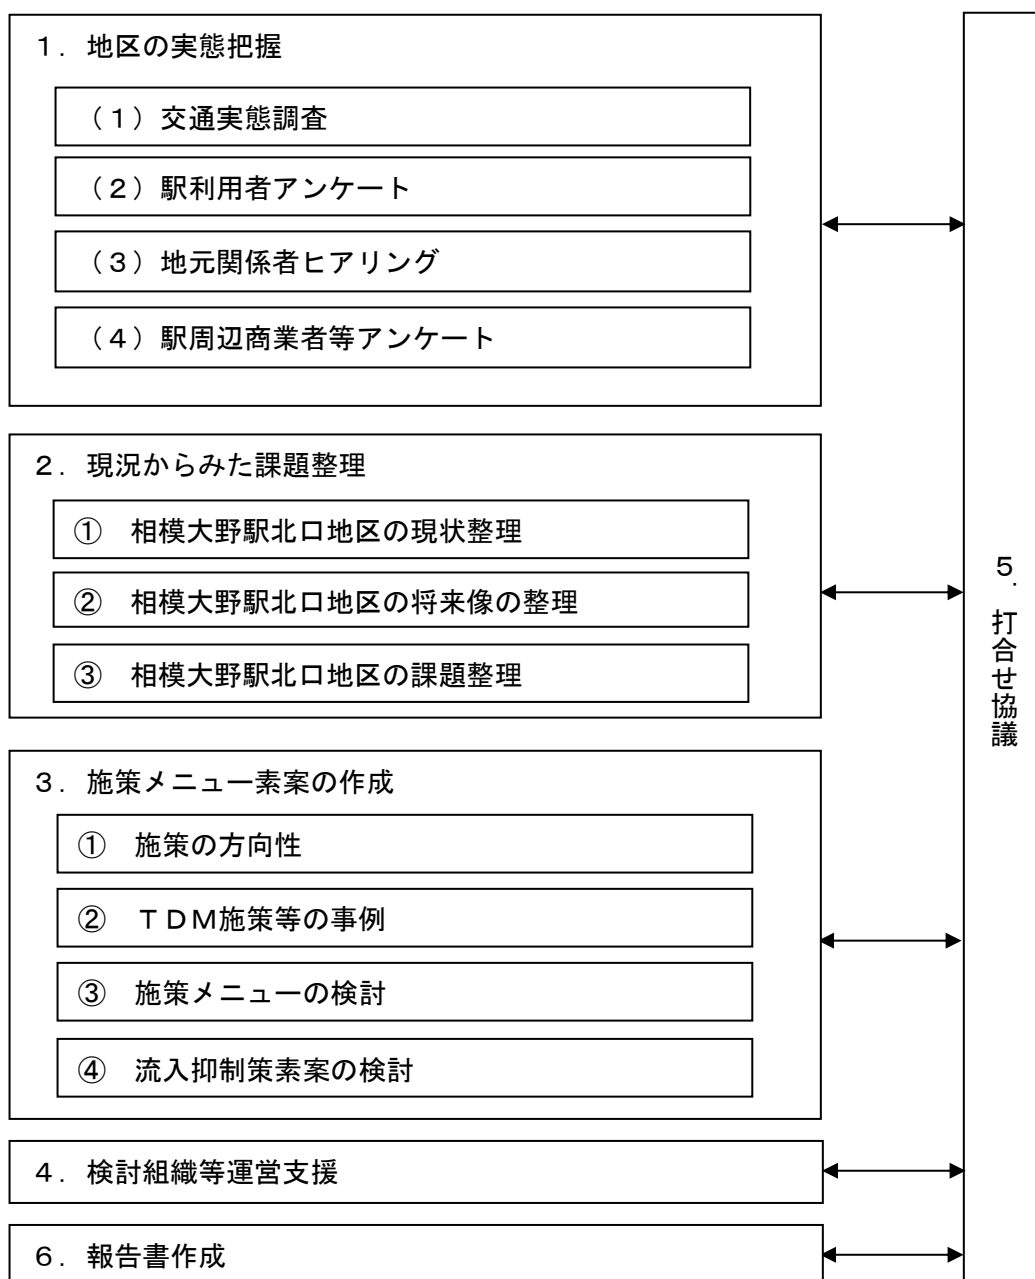 １．地区の実態把握
（１）交通実態調査
（２）駅利用者アンケート
（３）地元関係者ヒアリング
（４）駅周辺商業者等アンケート
２．現況からみた課題整理
①　相模大野駅北口地区の現状整理
②　相模大野駅北口地区の将来像の整理
③　相模大野駅北口地区の課題整理
３．施策メニュー素案の作成
①　施策の方向性
②　ＴＤＭ施策等の事例
③　施策メニューの検討
④　流入抑制策素案の検討
４．検討組織等運営支援
６．報告書作成
５．打合せ協議